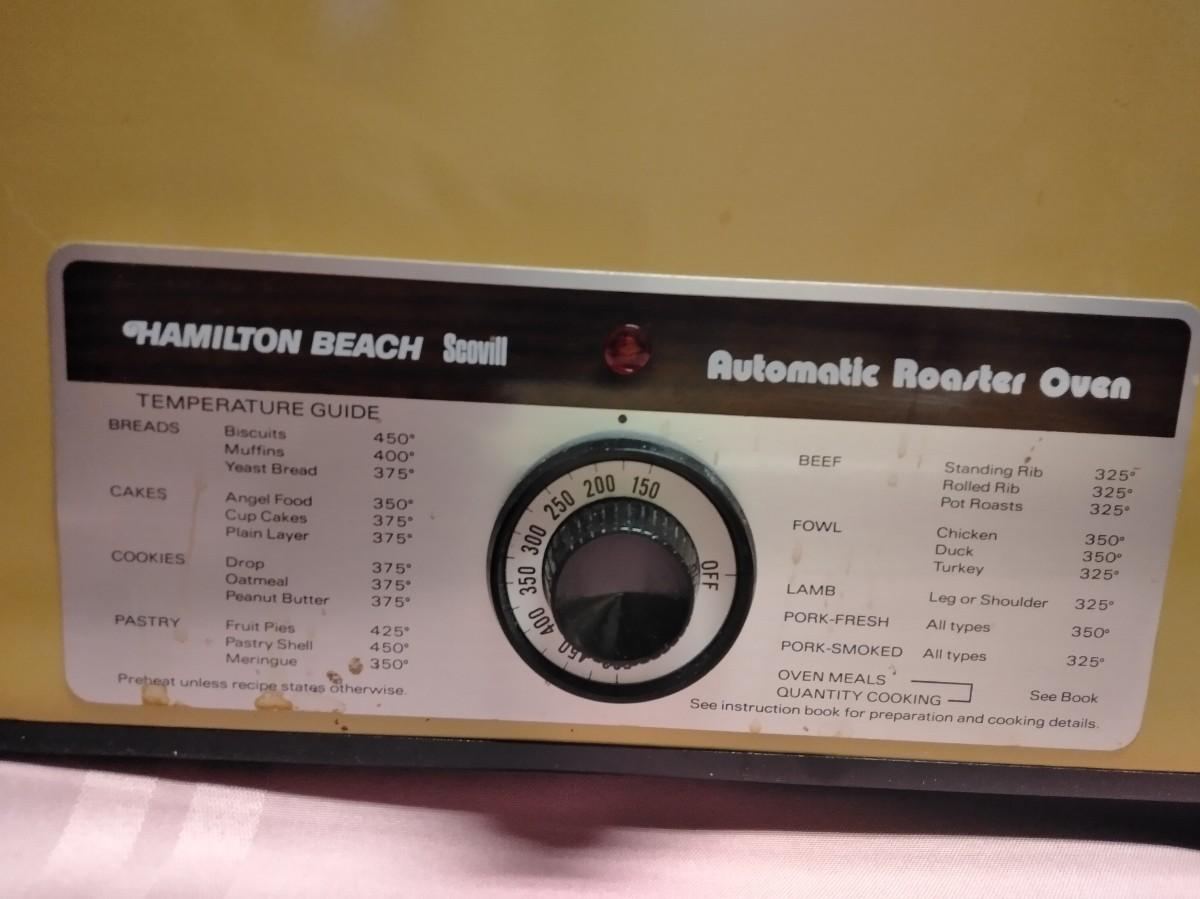 HAMILTON BEACH Scovill
Automatic Roaster Oven
TEMPERATURE GUIDE
BREADS Biscuits 450°
Muffins 400°
Yeast Bread 375°
CAKES Angel Food 350°
Cup Cakes 375°
Plain Layer 375°
COOKIES Drop 375°
Oatmeal 375°
Peanut Butter 375°
PASTRY Fruit Pies 425°
Pastry Shell 450°
Meringue 350°
Preheat unless recipe states otherwise.
OFF 150 200 250 300 350 400 450 500
BEEF Standing Rib 325°
Rolled Rib 325°
Pot Roasts 325°
FOWL Chicken 350°
Duck 350°
Turkey 325°
LAMB Leg or Shoulder 325°
PORK-FRESH All types 350°
PORK-SMOKED All types 325°
OVEN MEALS
QUANTITY COOKING See Book
See instruction book for preparation and cooking details.